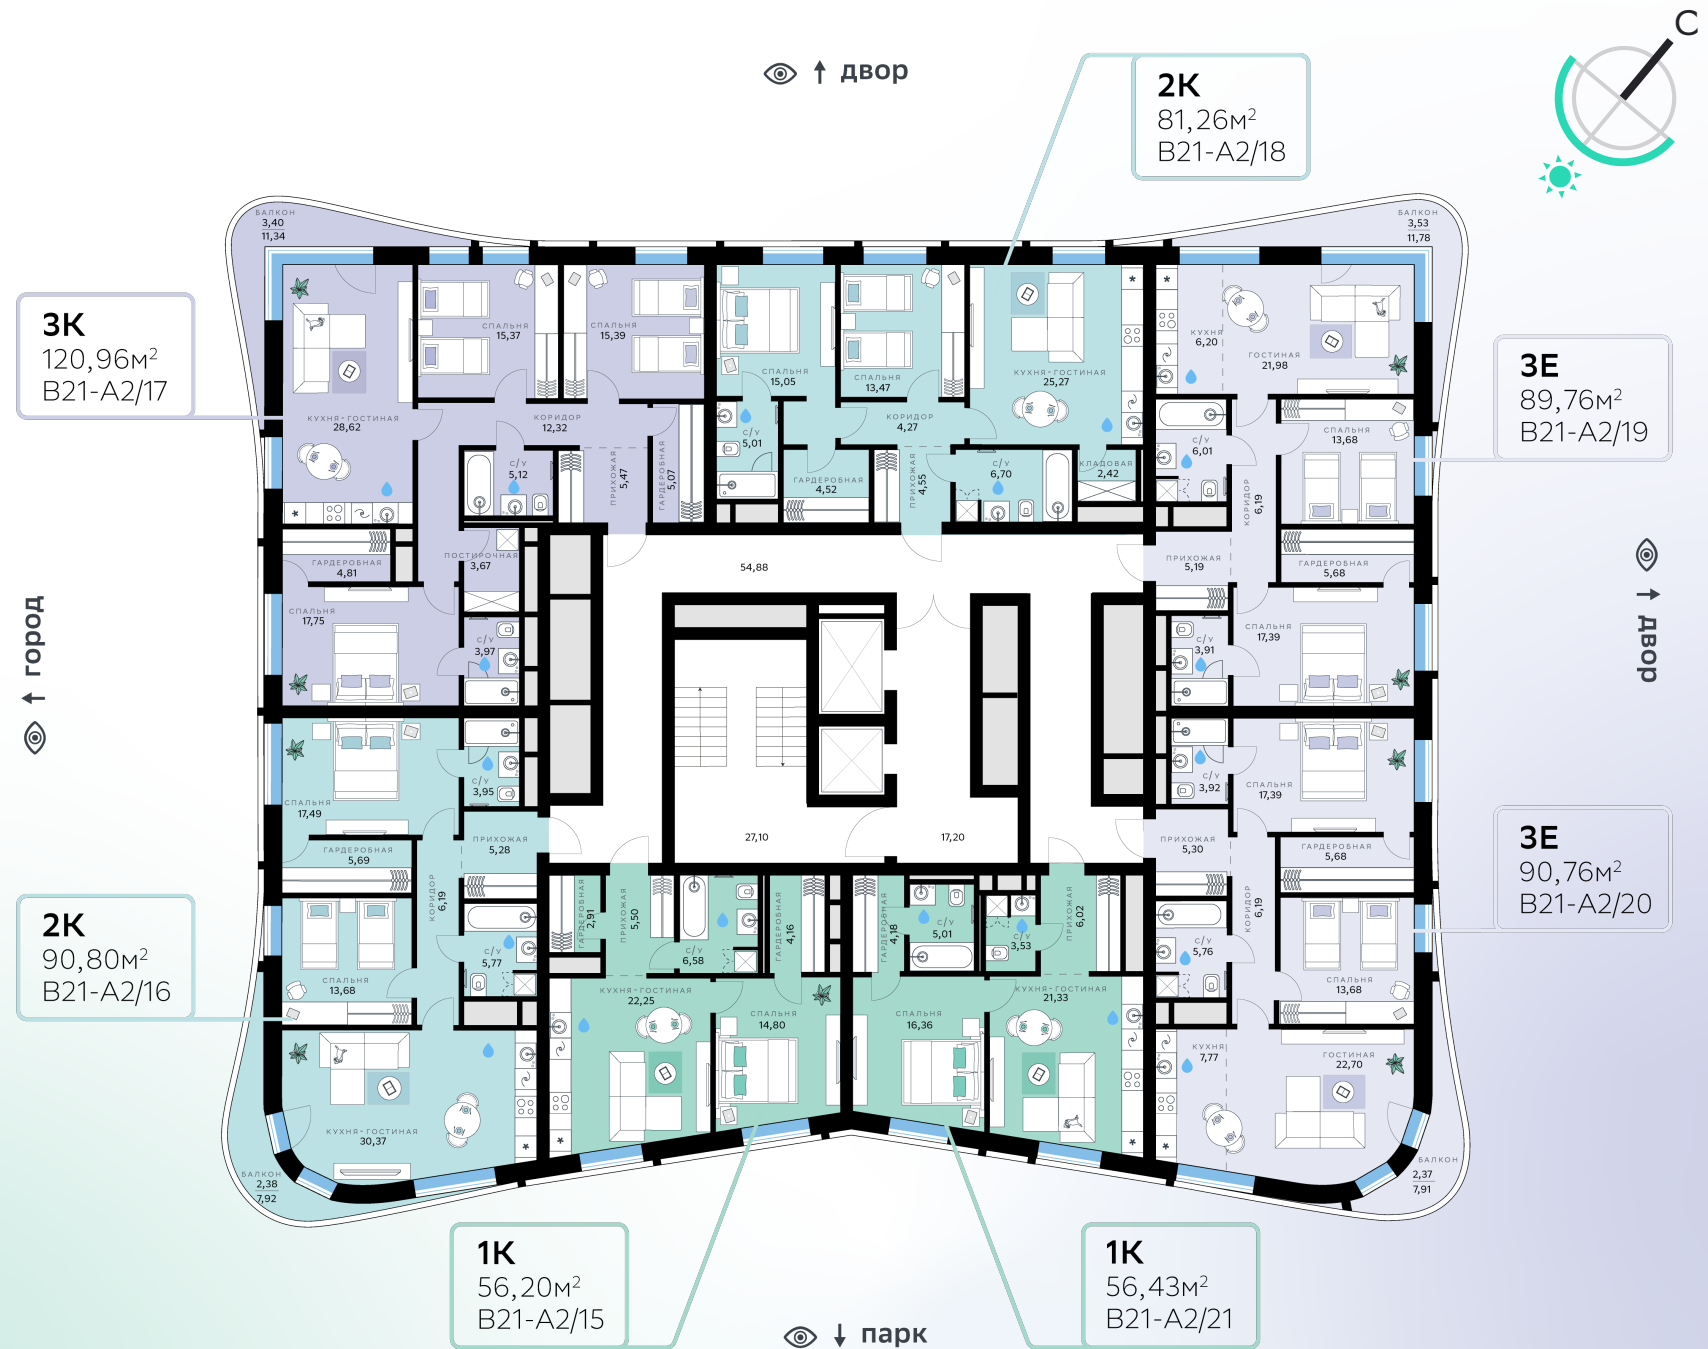 С
двор
2К
81,26м²
В21-А2/18
3К
120,96м²
В21-А2/17
3Е
89,76м²
В21-А2/19
3Е
90,76м²
В21-А2/20
2К
90,80м²
В21-А2/16
1К
56,20м²
В21-А2/15
1К
56,43м²
В21-А2/21
город
двор
парк
БАЛКОН
3,40
11,34
КУХНЯ-ГОСТИНАЯ
28,62
СПАЛЬНЯ
15,37
СПАЛЬНЯ
15,39
КОРИДОР
12,32
С/У
5,12
ПРИХОЖАЯ
5,47
ГАРДЕРОБНАЯ
5,07
ГАРДЕРОБНАЯ
4,81
ПОСТИРОЧНАЯ
3,67
СПАЛЬНЯ
17,75
С/У
3,97
СПАЛЬНЯ
15,05
СПАЛЬНЯ
13,47
КУХНЯ-ГОСТИНАЯ
25,27
С/У
5,01
КОРИДОР
4,27
ГАРДЕРОБНАЯ
4,52
ПРИХОЖАЯ
4,55
С/У
6,70
КЛАДОВАЯ
2,42
БАЛКОН
3,53
11,78
КУХНЯ
6,20
ГОСТИНАЯ
21,98
С/У
6,01
СПАЛЬНЯ
13,68
КОРИДОР
6,19
ПРИХОЖАЯ
5,19
ГАРДЕРОБНАЯ
5,68
С/У
3,91
СПАЛЬНЯ
17,39
54,88
27,10
17,20
С/У
3,92
СПАЛЬНЯ
17,39
ПРИХОЖАЯ
5,30
ГАРДЕРОБНАЯ
5,68
КОРИДОР
6,19
С/У
5,76
СПАЛЬНЯ
13,68
КУХНЯ
7,77
ГОСТИНАЯ
22,70
БАЛКОН
2,37
7,91
СПАЛЬНЯ
17,49
С/У
3,95
ПРИХОЖАЯ
5,28
ГАРДЕРОБНАЯ
5,69
КОРИДОР
6,19
С/У
5,77
СПАЛЬНЯ
13,68
КУХНЯ-ГОСТИНАЯ
30,37
БАЛКОН
2,38
7,92
ГАРДЕРОБНАЯ
2,91
ПРИХОЖАЯ
5,50
С/У
6,58
ГАРДЕРОБНАЯ
4,16
КУХНЯ-ГОСТИНАЯ
22,25
СПАЛЬНЯ
14,80
ГАРДЕРОБНАЯ
4,18
С/У
5,01
С/У
3,53
ПРИХОЖАЯ
6,02
СПАЛЬНЯ
16,36
КУХНЯ-ГОСТИНАЯ
21,33